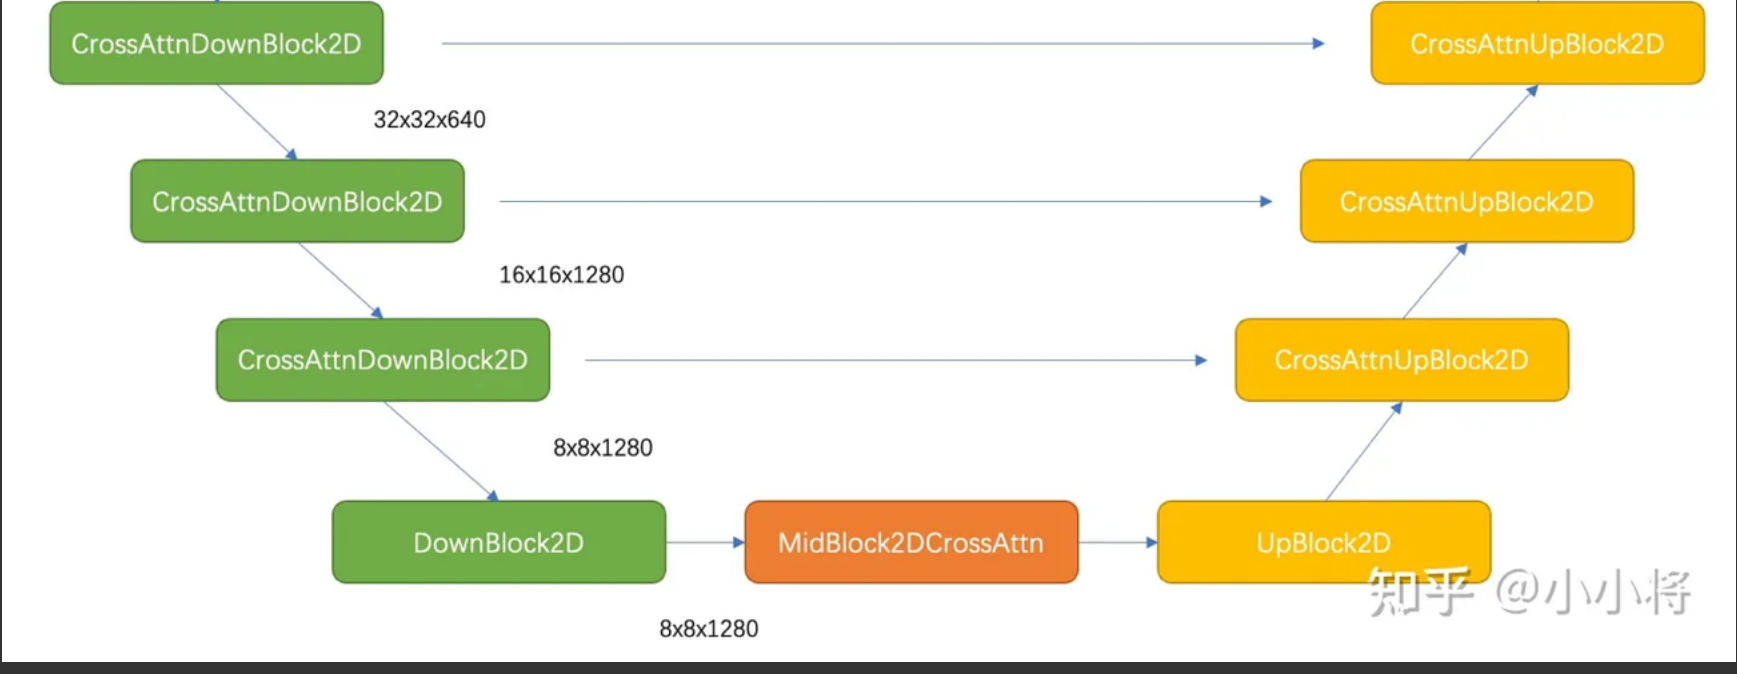 CrossAttnDownBlock2D
CrossAttnUpBlock2D
32x32x640
CrossAttnDownBlock2D
CrossAttnUpBlock2D
16x16x1280
CrossAttnDownBlock2D
CrossAttnUpBlock2D
8x8x1280
DownBlock2D
MidBlock2DCrossAttn
UpBlock2D
知乎 @小小将
8x8x1280